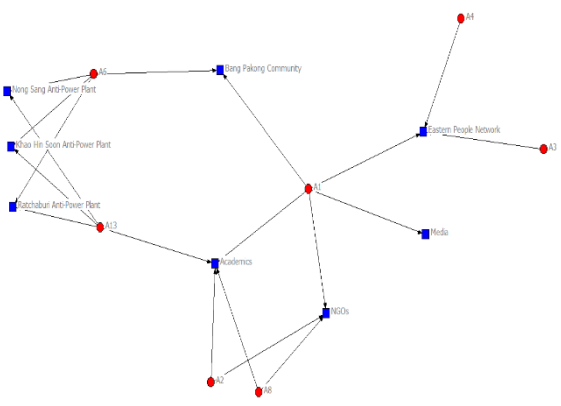 A4
A6
Bang Pakong Community
Nong Sang Anti-Power Plant
Eastern People Network
Khao Hin Soon Anti-Power Plant
A3
A1
Ratchaburi Anti-Power Plant
A13
Media
Academics
NGOs
A2
A8